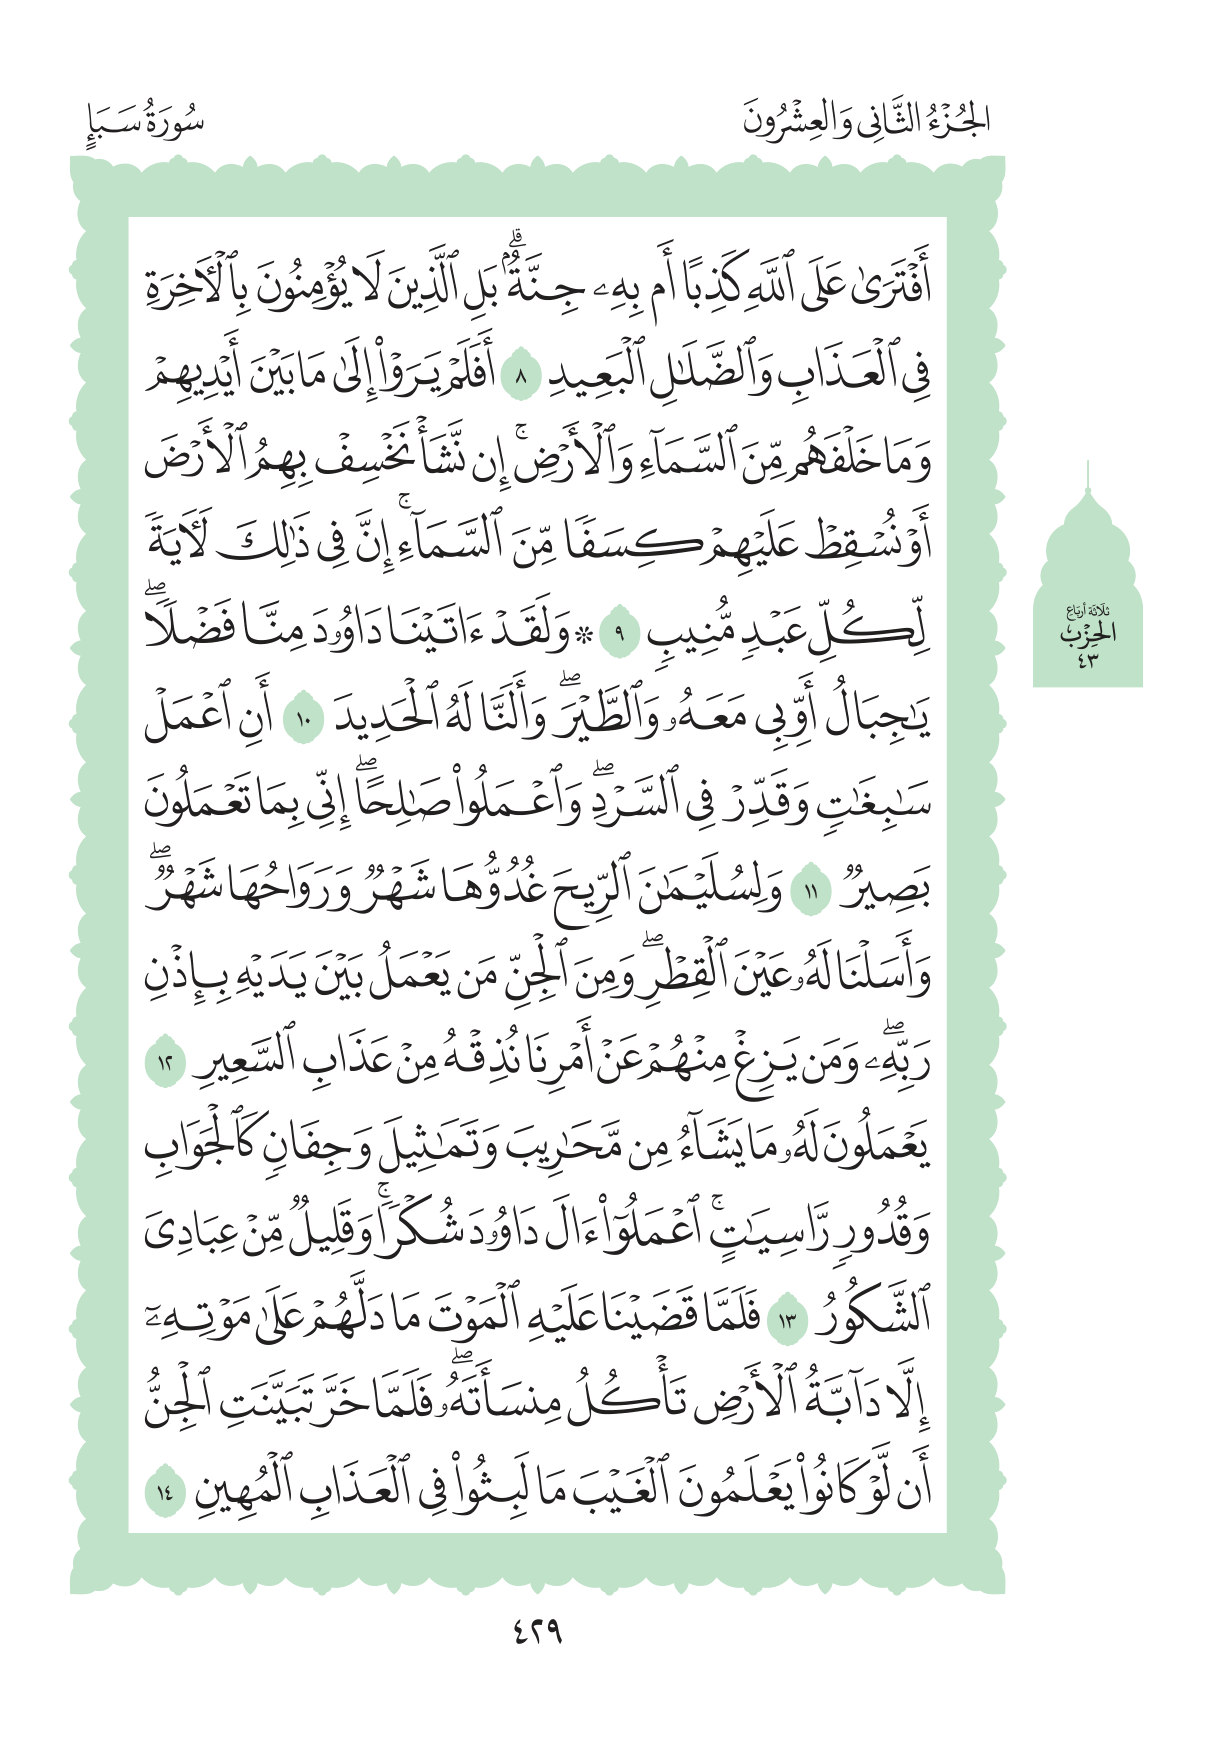 الجُزْءُ الثَّانِي وَالعِشْرُونَ
سُورَةُ سَبَإٍ
أَفْتَرَىٰ عَلَى ٱللَّهِ كَذِبًا أَم بِهِۦ جِنَّةُۢۗ بَلِ ٱلَّذِينَ لَا يُؤۡمِنُونَ بِٱلۡأٓخِرَةِ
فِي ٱلۡعَذَابِ وَٱلضَّلَٰلِ ٱلۡبَعِيدِ ٨ أَفَلَمۡ يَرَوۡاْ إِلَىٰ مَا بَيۡنَ أَيۡدِيهِمۡ
وَمَا خَلۡفَهُم مِّنَ ٱلسَّمَآءِ وَٱلۡأَرۡضِۚ إِن نَّشَأۡ نَخۡسِفۡ بِهِمُ ٱلۡأَرۡضَ
أَوۡ نُسۡقِطۡ عَلَيۡهِمۡ كِسَفٗا مِّنَ ٱلسَّمَآءِۚ إِنَّ فِي ذَٰلِكَ لَأٓيَةٗ
لِّكُلِّ عَبۡدٖ مُّنِيبٖ ٩ ۞ وَلَقَدۡ ءَاتَيۡنَا دَاوُۥدَ مِنَّا فَضۡلٗاۖ
يَٰجِبَالُ أَوِّبِي مَعَهُۥ وَٱلطَّيۡرَۖ وَأَلَنَّا لَهُ ٱلۡحَدِيدَ ١٠ أَنِ ٱعۡمَلۡ
سَٰبِغَٰتٖ وَقَدِّرۡ فِي ٱلسَّرۡدِۖ وَٱعۡمَلُواْ صَٰلِحًاۖ إِنِّي بِمَا تَعۡمَلُونَ
بَصِيرٞ ١١ وَلِسُلَيۡمَٰنَ ٱلرِّيحَ غُدُوُّهَا شَهۡرٞ وَرَوَاحُهَا شَهۡرٞۖ
وَأَسَلۡنَا لَهُۥ عَيۡنَ ٱلۡقِطۡرِۖ وَمِنَ ٱلۡجِنِّ مَن يَعۡمَلُ بَيۡنَ يَدَيۡهِ بِإِذۡنِ
رَبِّهِۦۖ وَمَن يَزِغۡ مِنۡهُمۡ عَنۡ أَمۡرِنَا نُذِقۡهُ مِنۡ عَذَابِ ٱلسَّعِيرِ ١٢
يَعۡمَلُونَ لَهُۥ مَا يَشَآءُ مِن مَّحَٰرِيبَ وَتَمَٰثِيلَ وَجِفَانٖ كَٱلۡجَوَابِ
وَقُدُورٖ رَّاسِيَٰتٍۚ ٱعۡمَلُوٓاْ ءَالَ دَاوُۥدَ شُكۡرٗاۚ وَقَلِيلٞ مِّنۡ عِبَادِيَ
ٱلشَّكُورُ ١٣ فَلَمَّا قَضَيۡنَا عَلَيۡهِ ٱلۡمَوۡتَ مَا دَلَّهُمۡ عَلَىٰ مَوۡتِهِۦٓ
إِلَّا دَآبَّةُ ٱلۡأَرۡضِ تَأۡكُلُ مِنسَأَتَهُۥۖ فَلَمَّا خَرَّ تَبَيَّنَتِ ٱلۡجِنُّ
أَن لَّوۡ كَانُواْ يَعۡلَمُونَ ٱلۡغَيۡبَ مَا لَبِثُواْ فِي ٱلۡعَذَابِ ٱلۡمُهِينِ ١٤
ثلاثة أرباع
الحِزْب
٤٣
٤٢٩